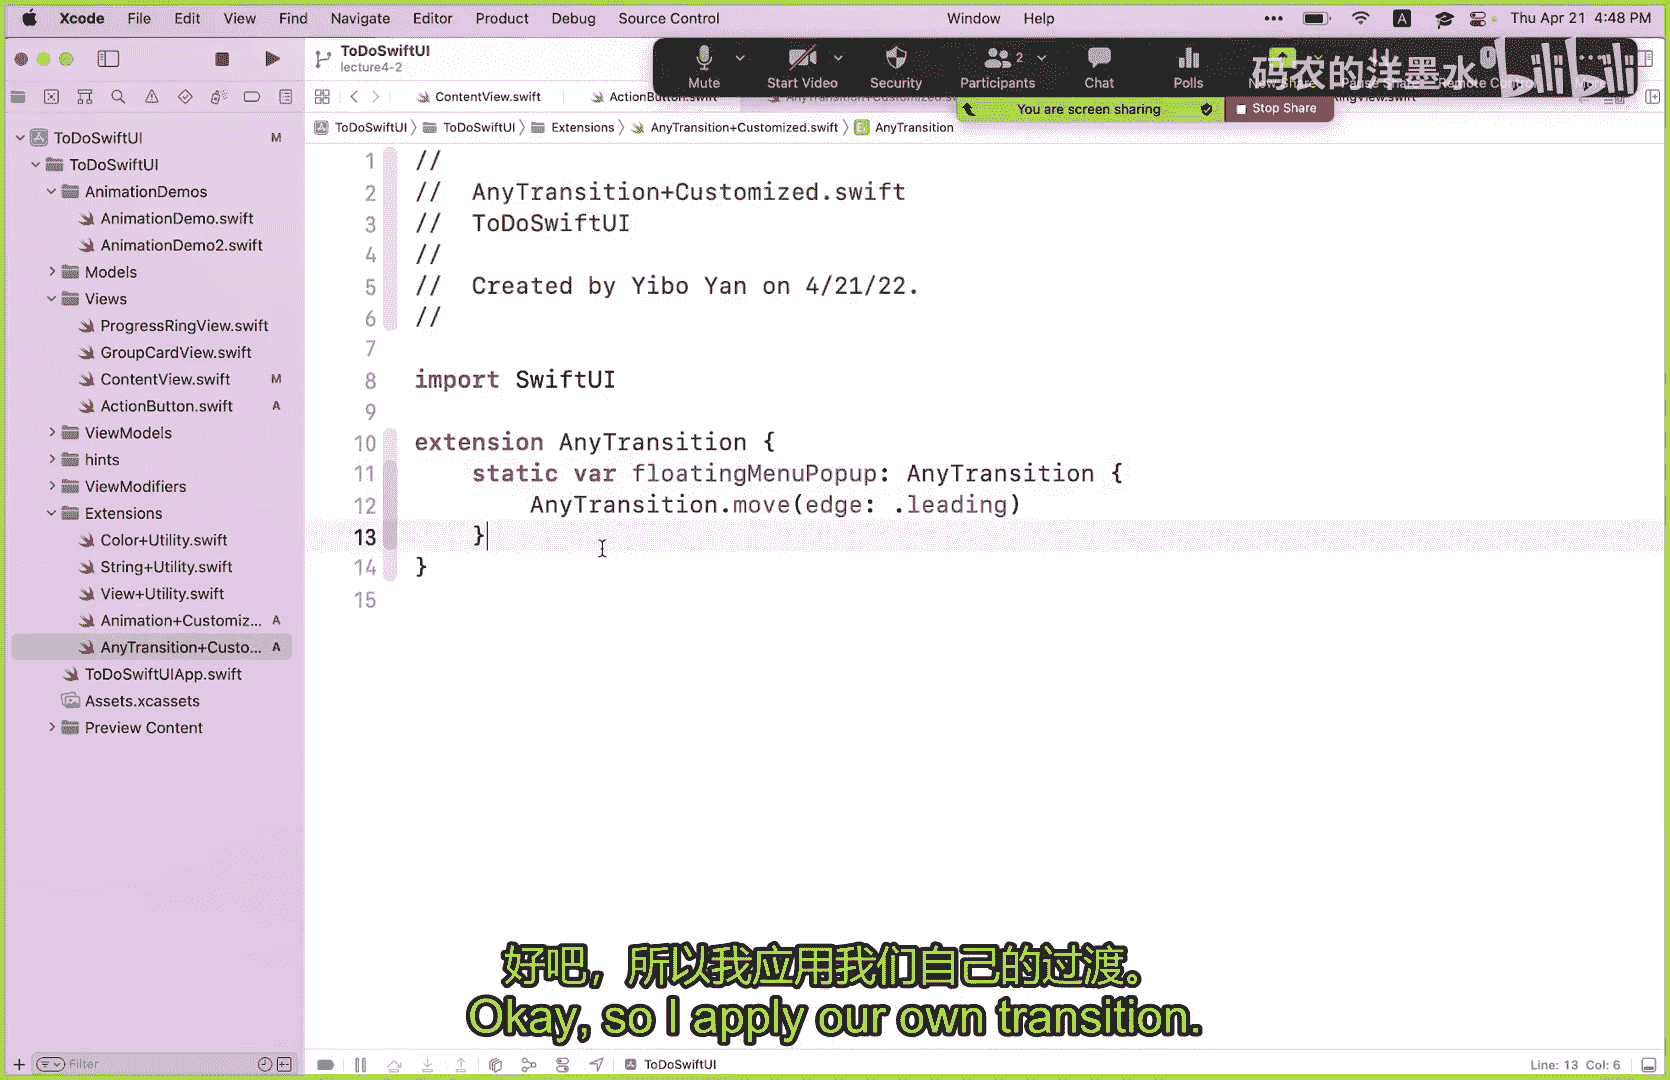 Xcode File Edit View Find Navigate Editor Product Debug Source Control Window Help A Thu Apr 21 4:48 PM
ToDoSwiftUI
lecture4-2
Mute Start Video Security Participants 2 Chat Polls
码农的洋墨水
You are screen sharing Stop Share
ContentView.swift
ToDoSwiftUI ToDoSwiftUI Extensions AnyTransition+Customized.swift AnyTransition
ToDoSwiftUI M
ToDoSwiftUI
AnimationDemos
AnimationDemo.swift
AnimationDemo2.swift
Models
Views
ProgressRingView.swift
GroupCardView.swift
ContentView.swift M
ActionButton.swift A
ViewModels
hints
ViewModifiers
Extensions
Color+Utility.swift
String+Utility.swift
View+Utility.swift
Animation+Customiz... A
AnyTransition+Custo... A
ToDoSwiftUIApp.swift
Assets.xcassets
Preview Content
1 //
2 // AnyTransition+Customized.swift
3 // ToDoSwiftUI
4 //
5 // Created by Yibo Yan on 4/21/22.
6 //
7
8 import SwiftUI
9
10 extension AnyTransition {
11 static var floatingMenuPopup: AnyTransition {
12 AnyTransition.move(edge: .leading)
13 }
14 }
15
好吧，所以我应用我们自己的过渡。
Okay, so I apply our own transition.
Filter
ToDoSwiftUI
Line: 13 Col: 6